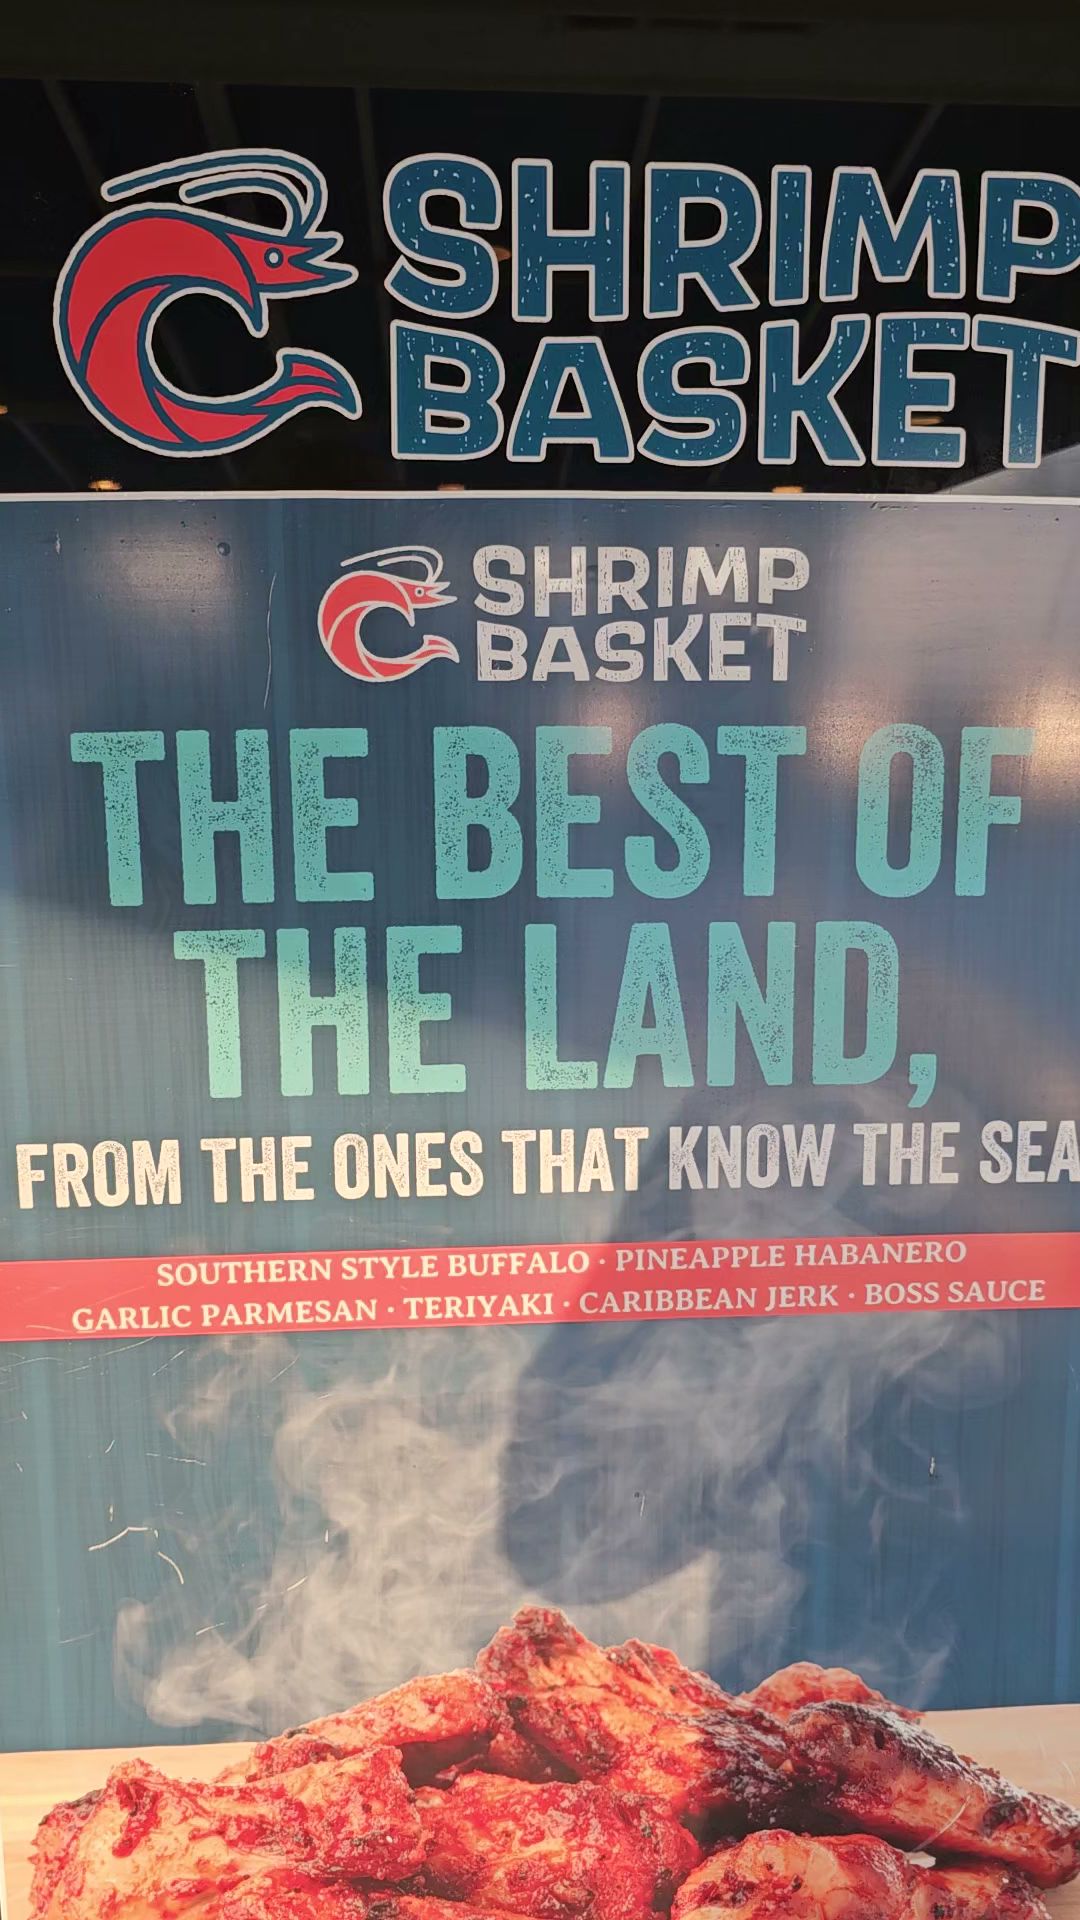 SHRIMP
BASKET
SHRIMP
BASKET
THE BEST OF
THE LAND,
FROM THE ONES THAT KNOW THE SEA
SOUTHERN STYLE BUFFALO · PINEAPPLE HABANERO
GARLIC PARMESAN · TERIYAKI · CARIBBEAN JERK · BOSS SAUCE